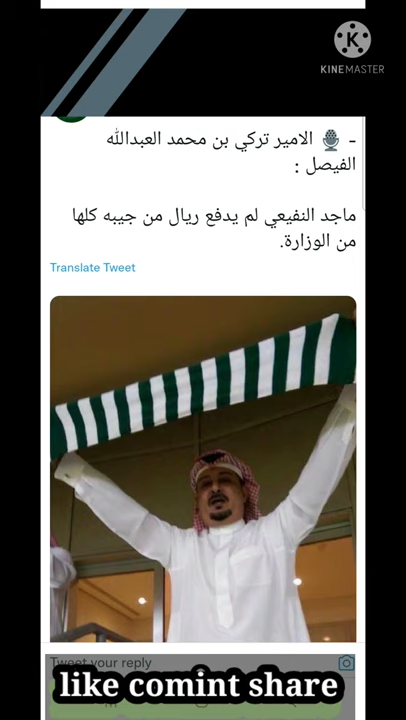 KINEMASTER
- 🎙️ الامير تركي بن محمد العبدالله
الفيصل :
ماجد النفيعي لم يدفع ريال من جيبه كلها
من الوزارة.
Translate Tweet
Tweet your reply
like comint share